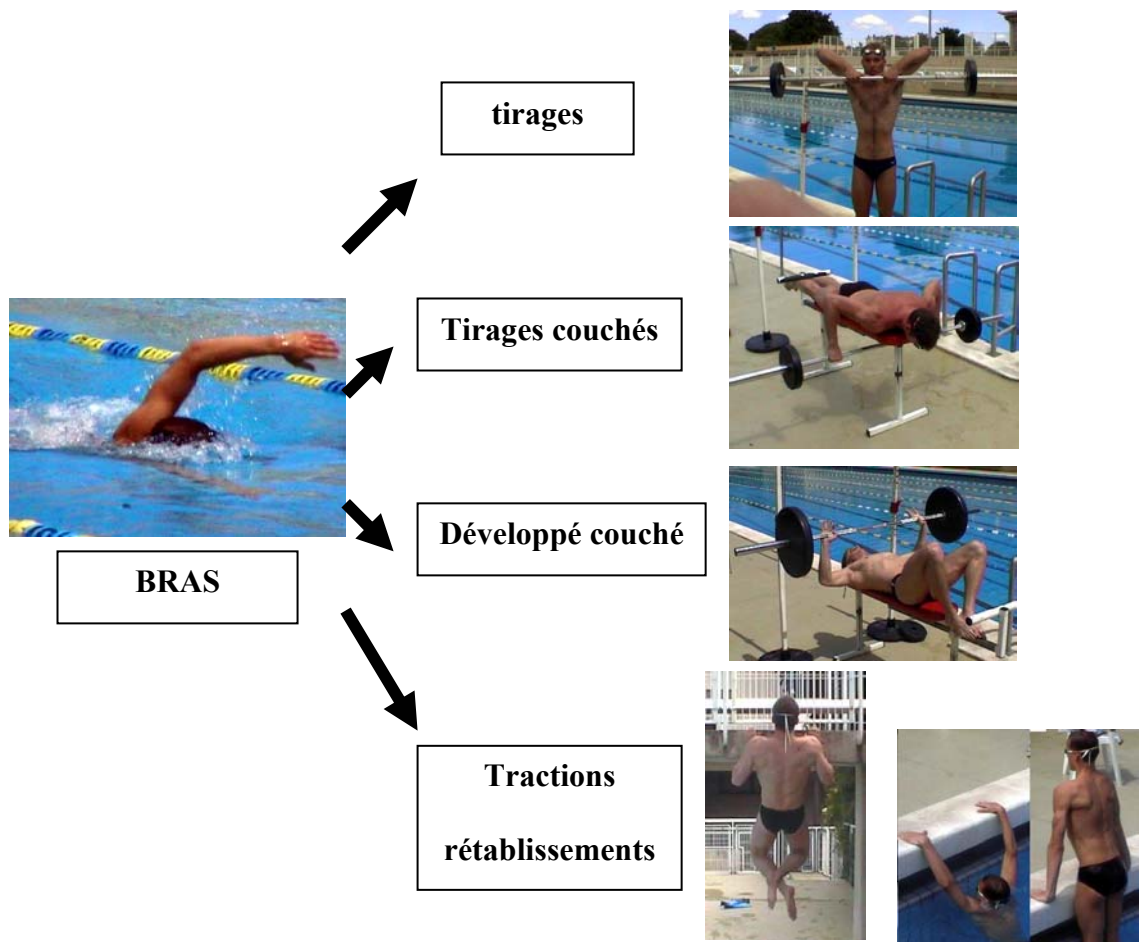 tirages
Tirages couchés
Développé couché
BRAS
Tractions
rétablissements